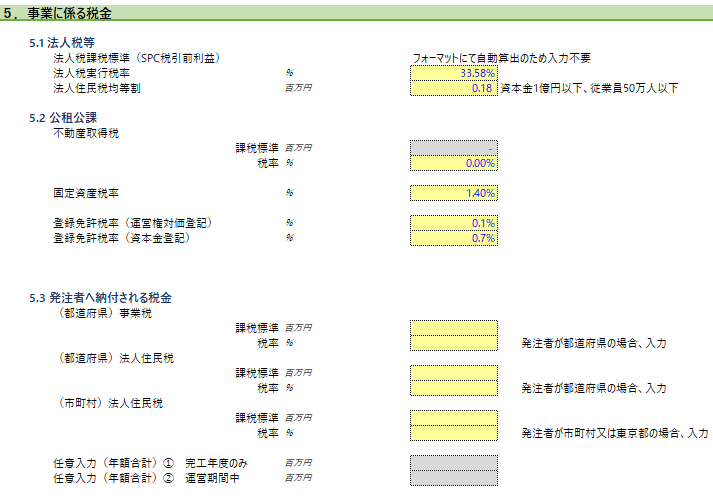 5. 事業に係る税金
5.1 法人税等
法人税課税標準（SPC税引前利益） フォーマットにて自動算出のため入力不要
法人税実行税率 % 33.58%
法人住民税均等割 百万円 0.18 資本金1億円以下、従業員50万人以下
5.2 公租公課
不動産取得税
課税標準 百万円 -
税率 % 0.00%
固定資産税率 % 1.40%
登録免許税率（運営権対価登記） % 0.1%
登録免許税率（資本金登記） % 0.7%
5.3 発注者へ納付される税金
（都道府県）事業税
課税標準 百万円
税率 % 発注者が都道府県の場合、入力
（都道府県）法人住民税
課税標準 百万円
税率 % 発注者が都道府県の場合、入力
（市町村）法人住民税
課税標準 百万円
税率 % 発注者が市町村又は東京都の場合、入力
任意入力（年額合計）① 完工年度のみ 百万円
任意入力（年額合計）② 運営期間中 百万円